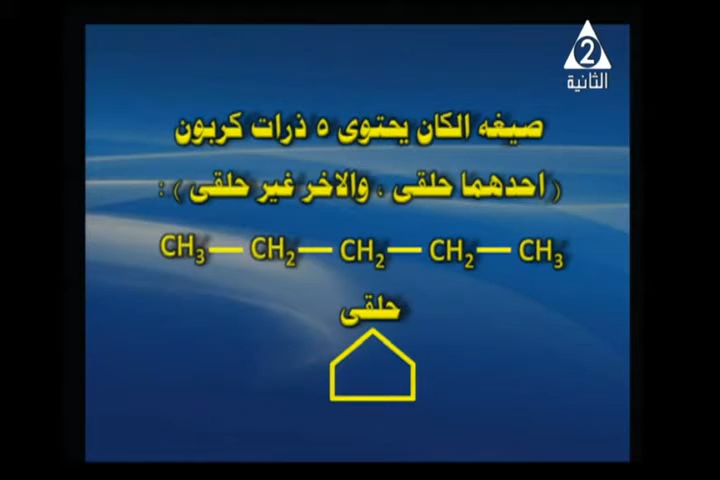 2
الثانية
صيغه الكان يحتوى ٥ ذرات كربون
( احدهما حلقى ، والاخر غير حلقى ) :
CH₃—CH₂—CH₂—CH₂—CH₃
حلقى